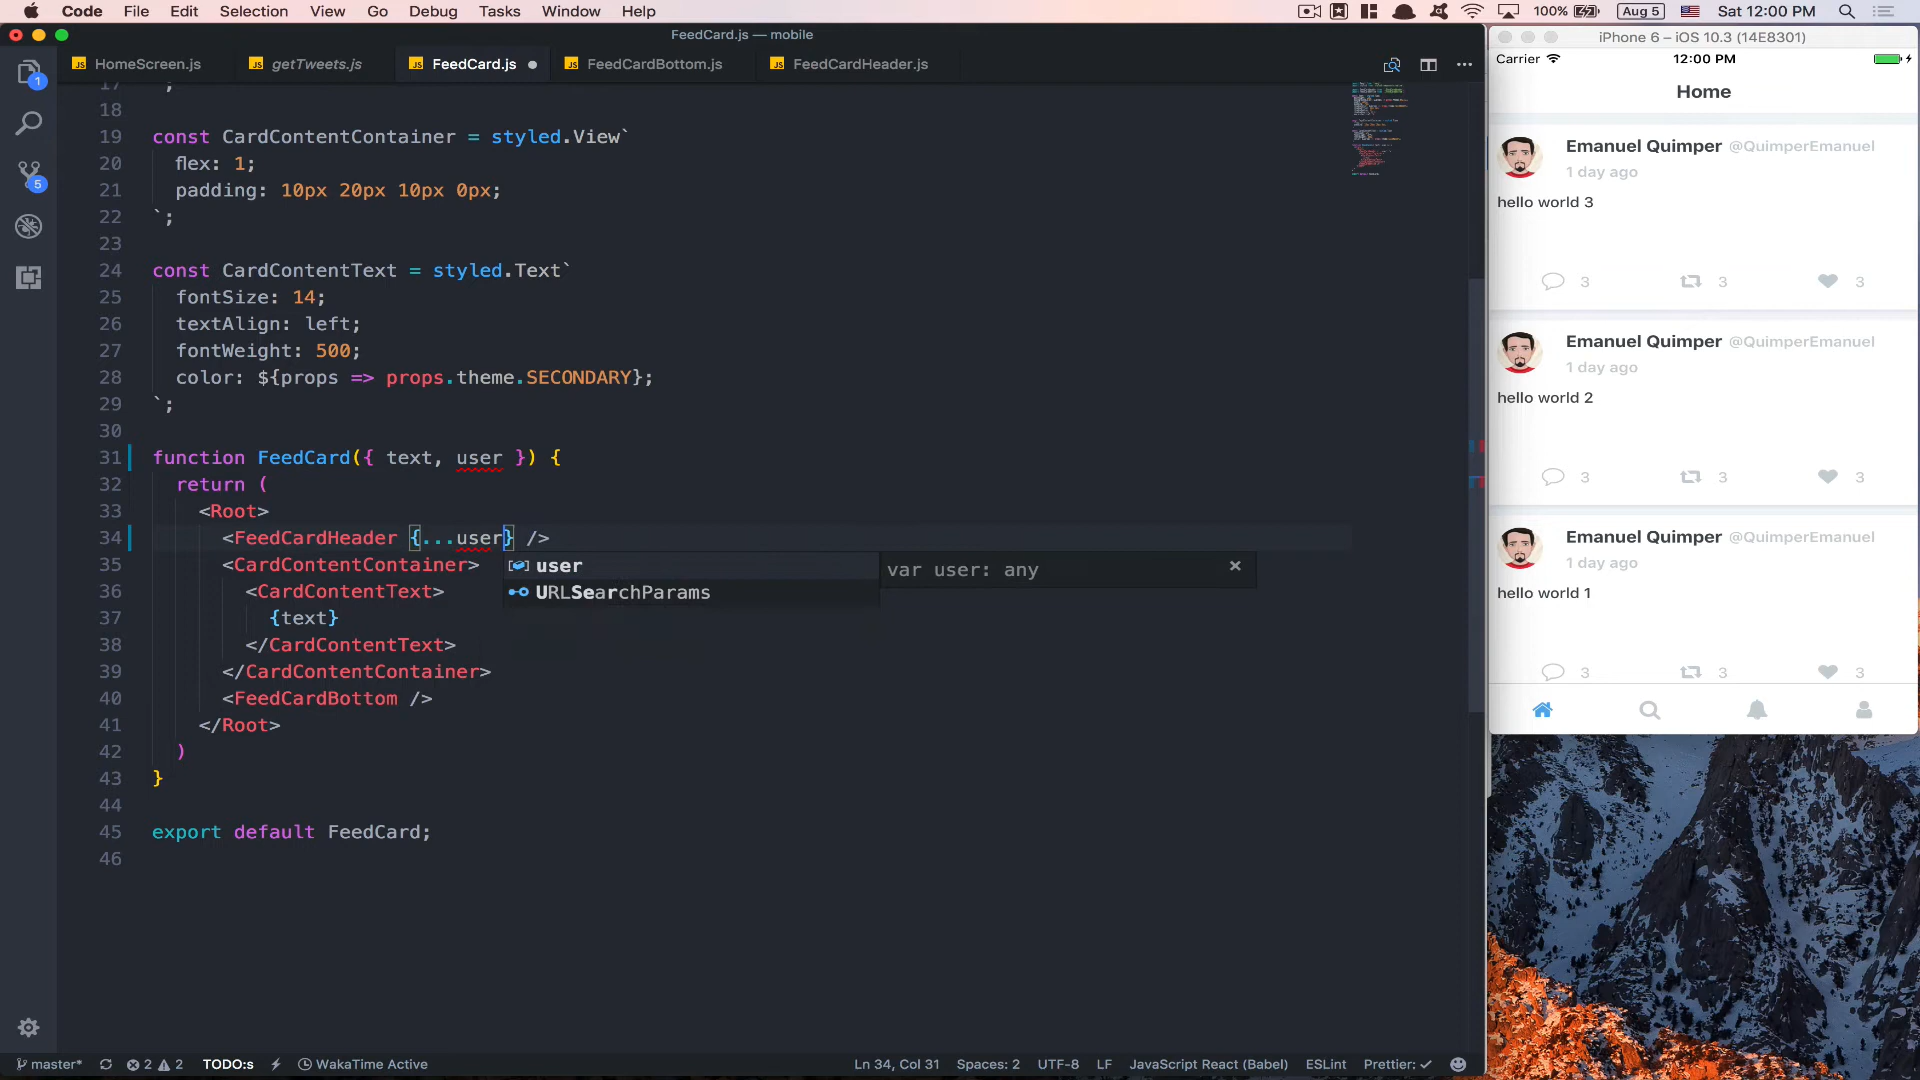 Code File Edit Selection View Go Debug Tasks Window Help 100% Aug 5 Sat 12:00 PM
FeedCard.js — mobile
HomeScreen.js getTweets.js FeedCard.js FeedCardBottom.js FeedCardHeader.js
17 `;
18
19 const CardContentContainer = styled.View`
20 flex: 1;
21 padding: 10px 20px 10px 0px;
22 `;
23
24 const CardContentText = styled.Text`
25 fontSize: 14;
26 textAlign: left;
27 fontWeight: 500;
28 color: ${props => props.theme.SECONDARY};
29 `;
30
31 function FeedCard({ text, user }) {
32 return (
33 <Root>
34 <FeedCardHeader {...user} />
35 <CardContentContainer>
36 <CardContentText>
37 {text}
38 </CardContentText>
39 </CardContentContainer>
40 <FeedCardBottom />
41 </Root>
42 )
43 }
44
45 export default FeedCard;
46
user
URLSearchParams
var user: any
1
5
master* 2 2 TODO:s WakaTime Active Ln 34, Col 31 Spaces: 2 UTF-8 LF JavaScript React (Babel) ESLint Prettier: ✓
iPhone 6 – iOS 10.3 (14E8301)
Carrier 12:00 PM
Home
Emanuel Quimper @QuimperEmanuel
1 day ago
hello world 3
3 3 3
Emanuel Quimper @QuimperEmanuel
1 day ago
hello world 2
3 3 3
Emanuel Quimper @QuimperEmanuel
1 day ago
hello world 1
3 3 3